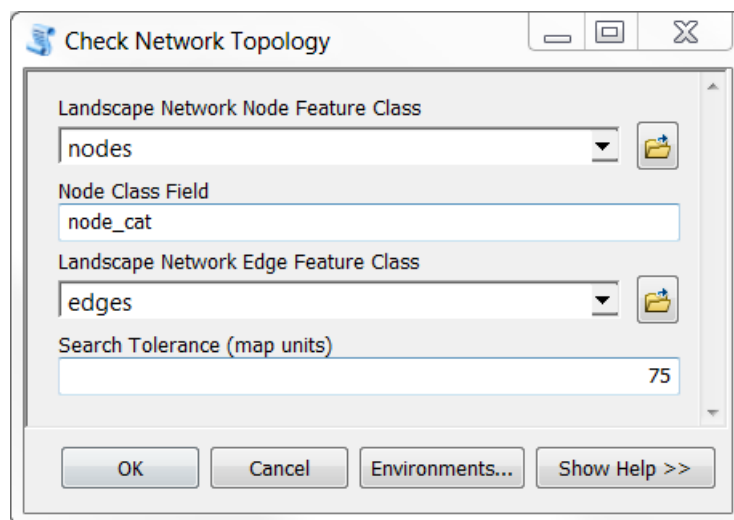 Check Network Topology
Landscape Network Node Feature Class
nodes
Node Class Field
node_cat
Landscape Network Edge Feature Class
edges
Search Tolerance (map units)
75
OK Cancel Environments... Show Help >>